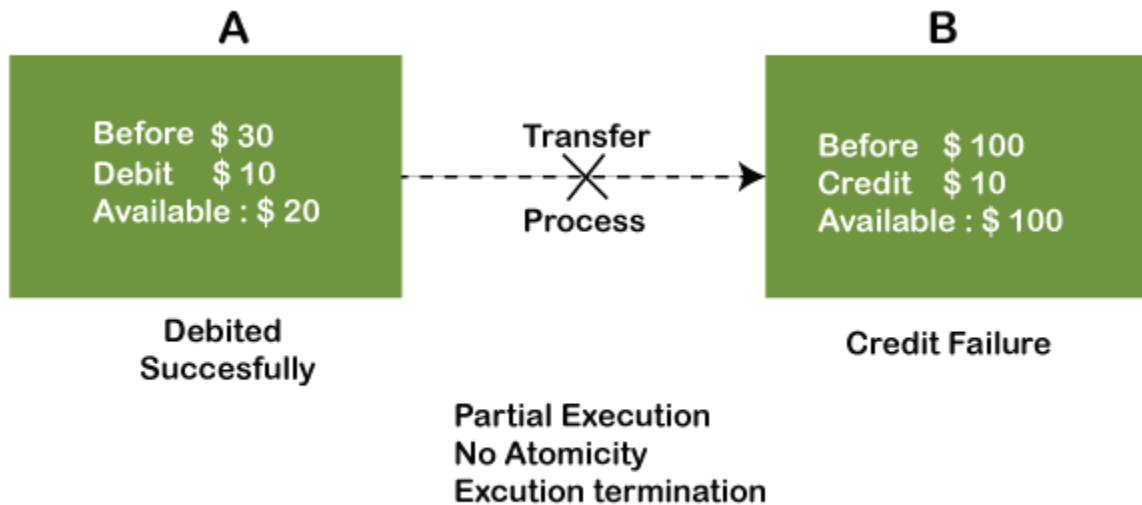 A
B
Before $ 30
Debit $ 10
Available : $ 20
Transfer
Process
Before $ 100
Credit $ 10
Available : $ 100
Debited
Succesfully
Credit Failure
Partial Execution
No Atomicity
Excution termination